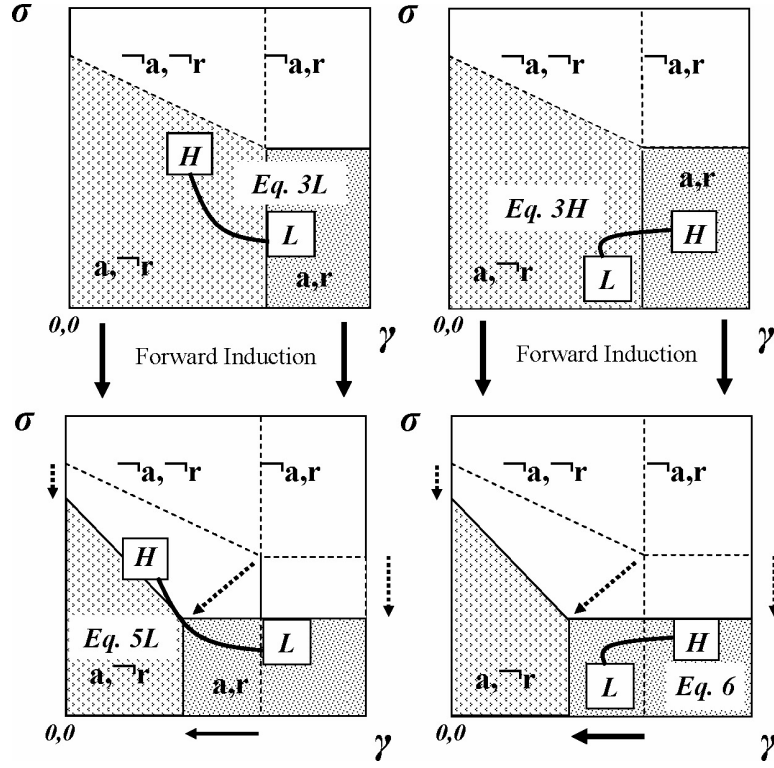 σ
¬a,¬r
¬a,r
H
Eq. 3L
L
a,¬r
a,r
0,0
γ
σ
¬a,¬r
¬a,r
a,r
Eq. 3H
H
L
a,¬r
0,0
γ
Forward Induction
Forward Induction
σ
¬a,¬r
¬a,r
H
Eq. 5L
L
a,¬r
a,r
0,0
γ
σ
¬a,¬r
¬a,r
H
L
Eq. 6
a,¬r
0,0
γ